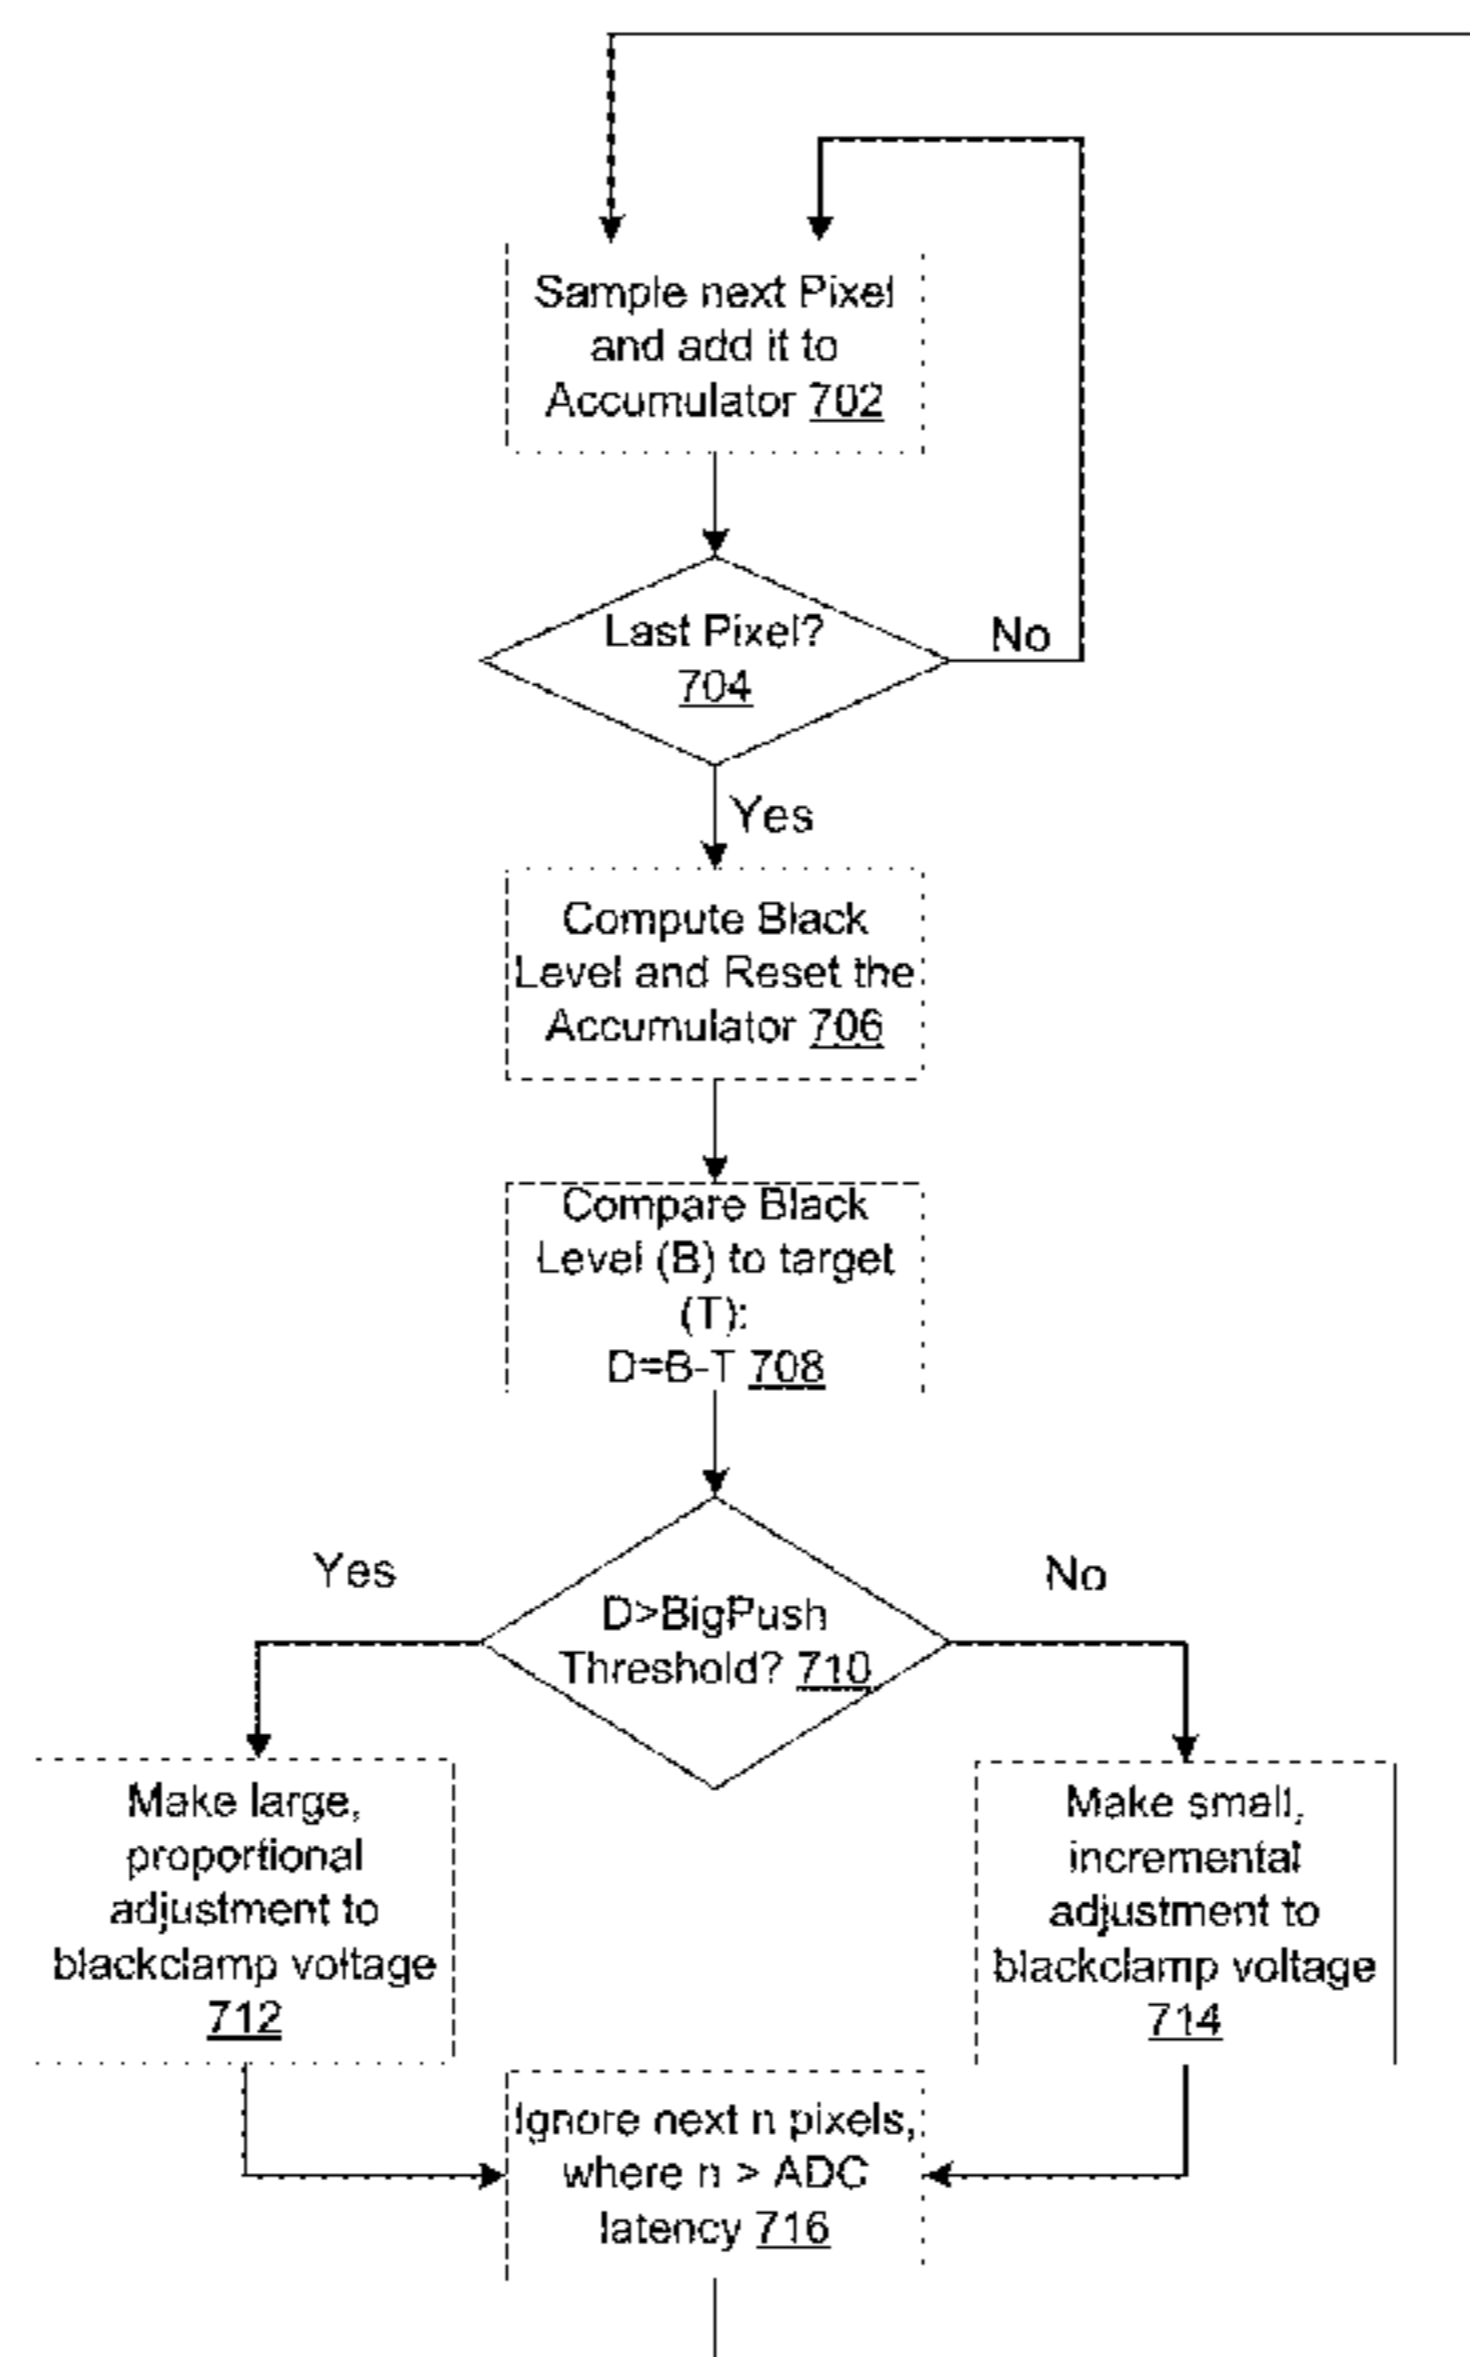 Sample next Pixel
and add it to
Accumulator 702
Last Pixel?
704
No
Yes
Compute Black
Level and Reset the
Accumulator 706
Compare Black
Level (B) to target
(T):
D=B-T 708
Yes
No
D>BigPush
Threshold? 710
Make large,
proportional
adjustment to
blackclamp voltage
712
Make small,
incremental
adjustment to
blackclamp voltage
714
Ignore next n pixels,
where n > ADC
latency 716